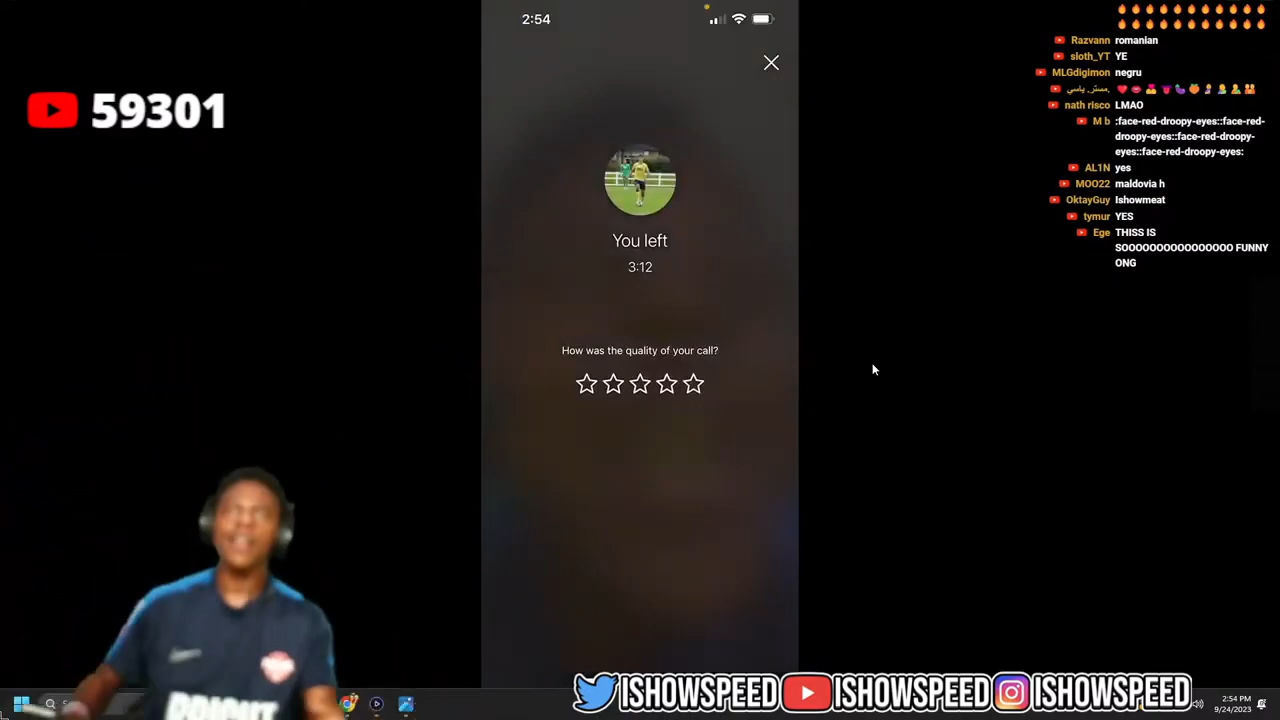 2:54
59301
You left
3:12
How was the quality of your call?
Razvann romanian
sloth_YT YE
MLGdigimon negru
مستر. ياسي.
nath risco LMAO
M b :face-red-droopy-eyes::face-red-
droopy-eyes::face-red-droopy-
eyes::face-red-droopy-eyes:
AL1N yes
MOO22 maldovia h
OktayGuy Ishowmeat
tymur YES
Ege THISS IS
SOOOOOOOOOOOOOOO FUNNY
ONG
ISHOWSPEED ISHOWSPEED ISHOWSPEED
2:54 PM
9/24/2023